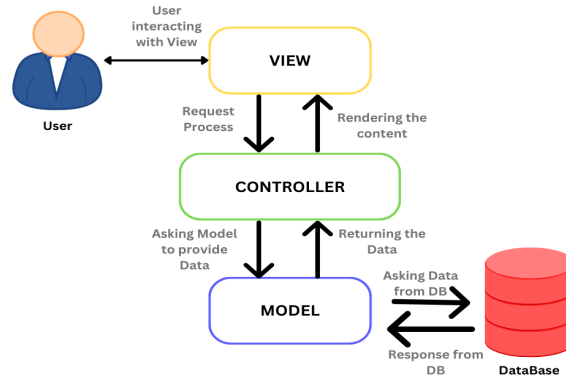 User
interacting
with View
VIEW
User
Request
Process
Rendering the
content
CONTROLLER
Asking Model
to provide
Data
Returning the
Data
MODEL
Asking Data
from DB
Response from
DB
DataBase